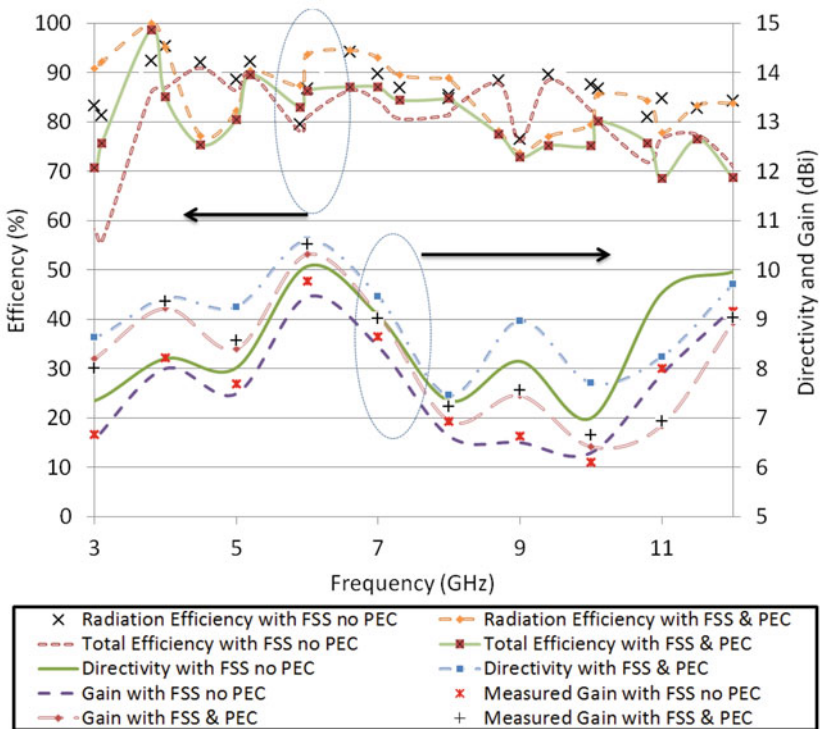 100
90
80
70
60
50
40
30
20
10
0
Efficency (%)
15
14
13
12
11
10
9
8
7
6
5
Directivity and Gain (dBi)
3
5
7
9
11
Frequency (GHz)
Radiation Efficiency with FSS no PEC
Radiation Efficiency with FSS & PEC
Total Efficiency with FSS no PEC
Total Efficiency with FSS & PEC
Directivity with FSS no PEC
Directivity with FSS & PEC
Gain with FSS no PEC
Measured Gain with FSS no PEC
Gain with FSS & PEC
Measured Gain with FSS & PEC